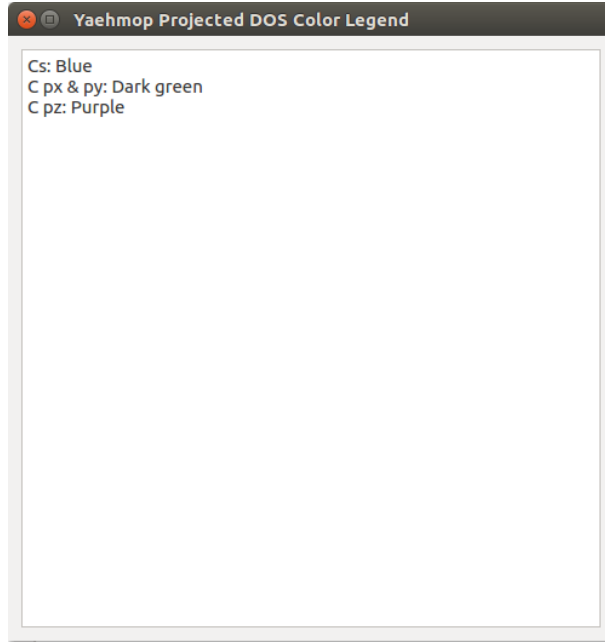 Yaehmop Projected DOS Color Legend
Cs: Blue
C px & py: Dark green
C pz: Purple